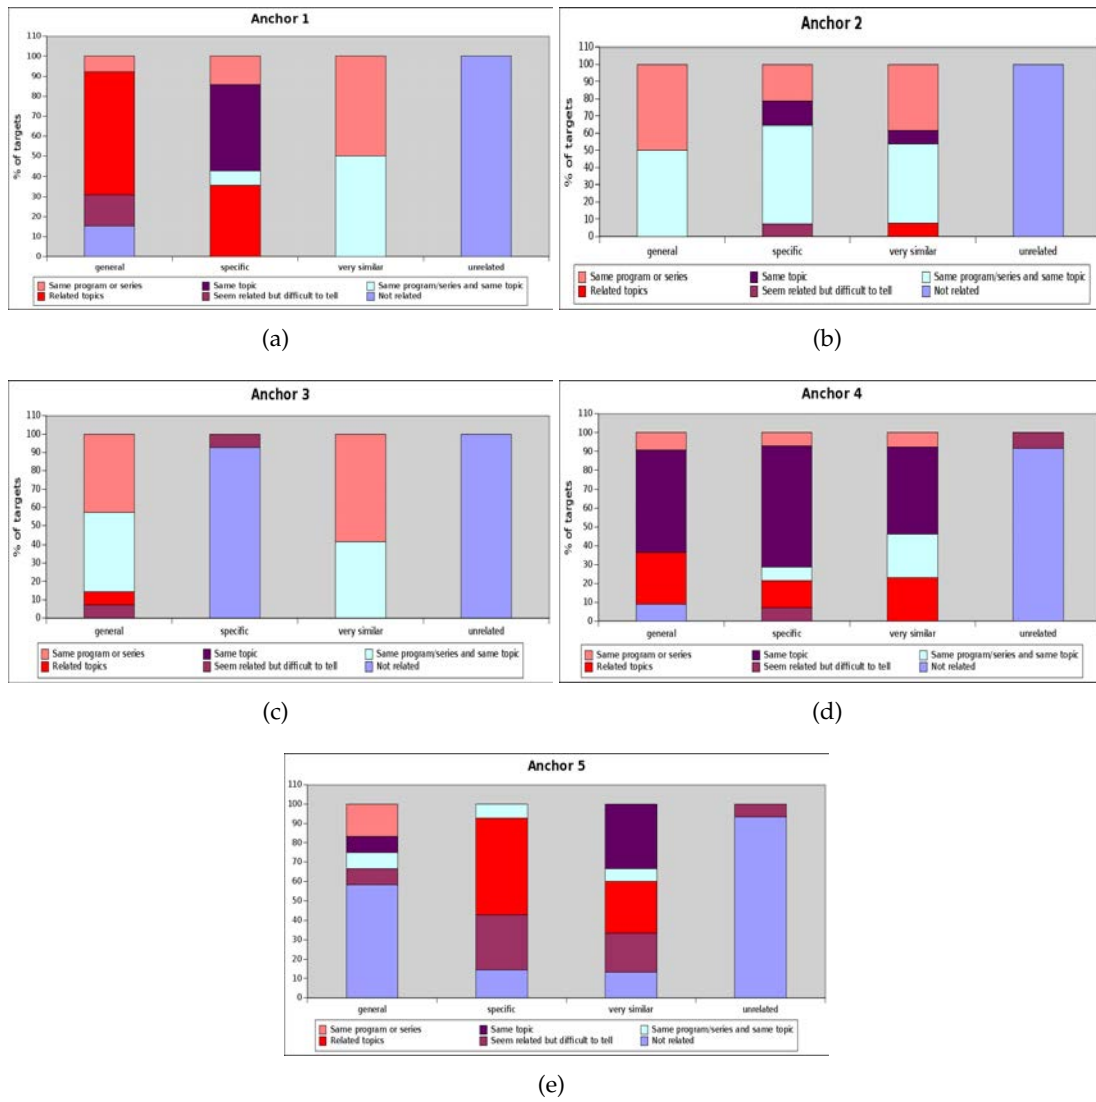 Anchor 1
110
100
90
80
70
60
50
40
30
20
10
0
% of targets
general specific very similar unrelated
Same program or series Same topic Same program/series and same topic
Related topics Seem related but difficult to tell Not related
(a)
Anchor 2
110
100
90
80
70
60
50
40
30
20
10
0
% of targets
general specific very similar unrelated
Same program or series Same topic Same program/series and same topic
Related topics Seem related but difficult to tell Not related
(b)
Anchor 3
110
100
90
80
70
60
50
40
30
20
10
0
% of targets
general specific very similar unrelated
Same program or series Same topic Same program/series and same topic
Related topics Seem related but difficult to tell Not related
(c)
Anchor 4
110
100
90
80
70
60
50
40
30
20
10
0
% of targets
general specific very similar unrelated
Same program or series Same topic Same program/series and same topic
Related topics Seem related but difficult to tell Not related
(d)
Anchor 5
110
100
90
80
70
60
50
40
30
20
10
0
general specific very similar unrelated
Same program or series Same topic Same program/series and same topic
Related topics Seem related but difficult to tell Not related
(e)